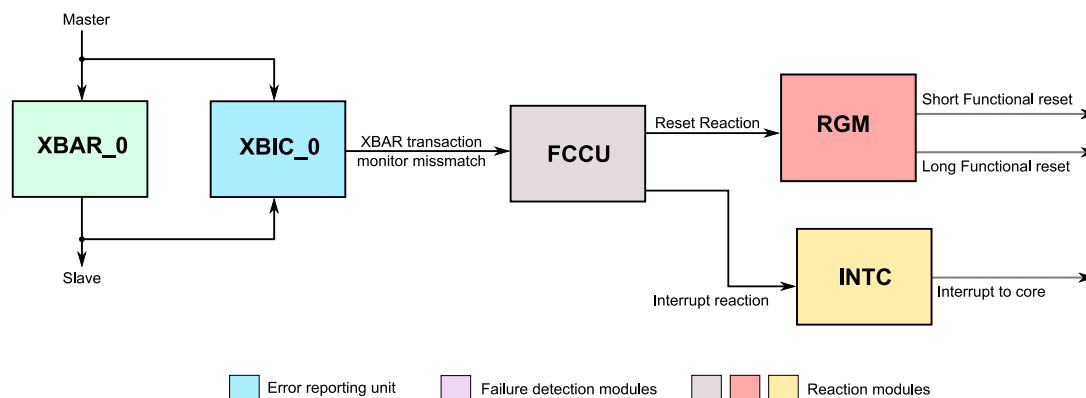 Master
XBAR_0
XBIC_0
XBAR transaction
monitor missmatch
FCCU
Reset Reaction
RGM
Short Functional reset
Long Functional reset
Slave
Interrupt reaction
INTC
Interrupt to core
Error reporting unit
Failure detection modules
Reaction modules